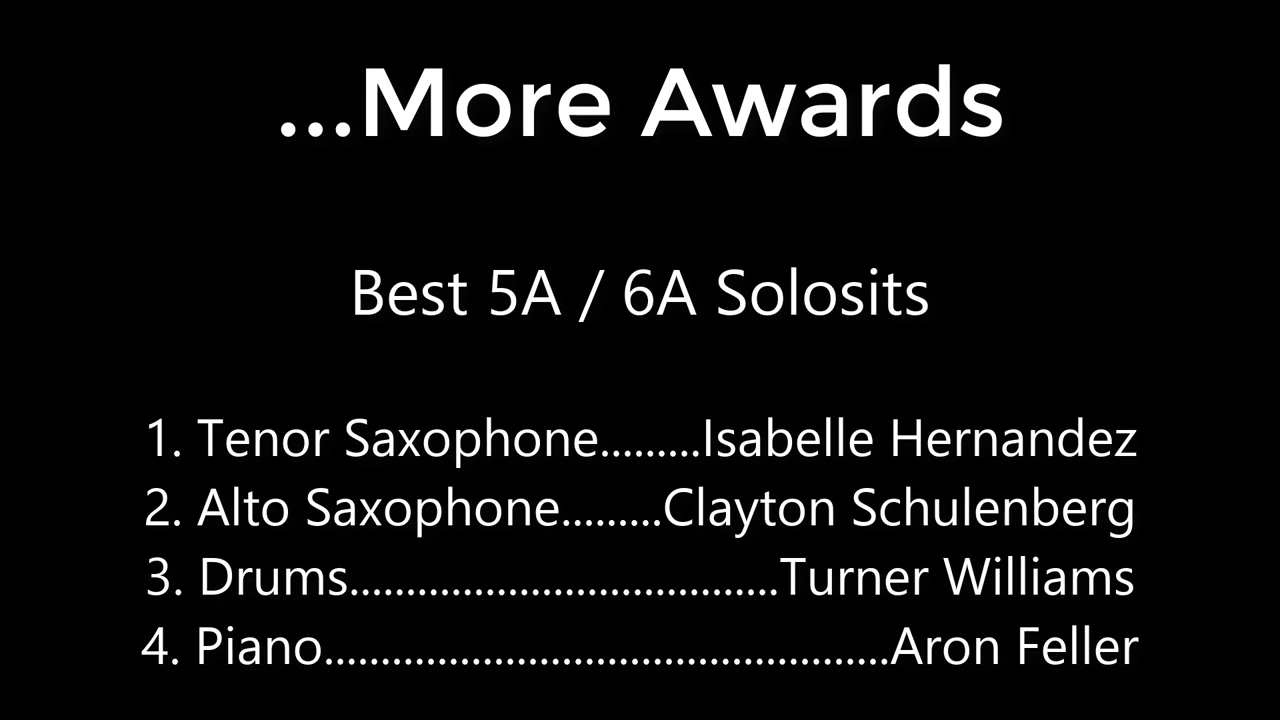 ...More Awards
Best 5A / 6A Solosits
1. Tenor Saxophone.........Isabelle Hernandez
2. Alto Saxophone.........Clayton Schulenberg
3. Drums......................................Turner Williams
4. Piano..................................................Aron Feller